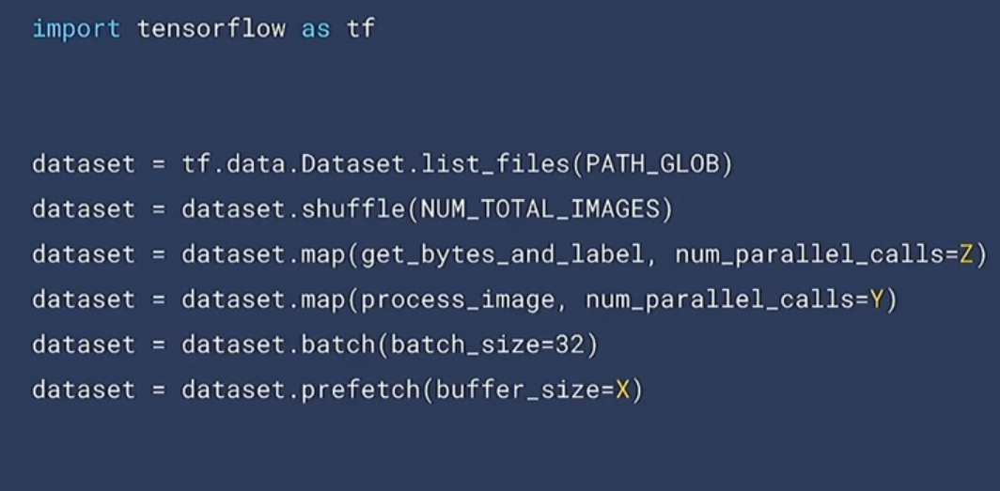 import tensorflow as tf
dataset = tf.data.Dataset.list_files(PATH_GLOB)
dataset = dataset.shuffle(NUM_TOTAL_IMAGES)
dataset = dataset.map(get_bytes_and_label, num_parallel_calls=Z)
dataset = dataset.map(process_image, num_parallel_calls=Y)
dataset = dataset.batch(batch_size=32)
dataset = dataset.prefetch(buffer_size=X)